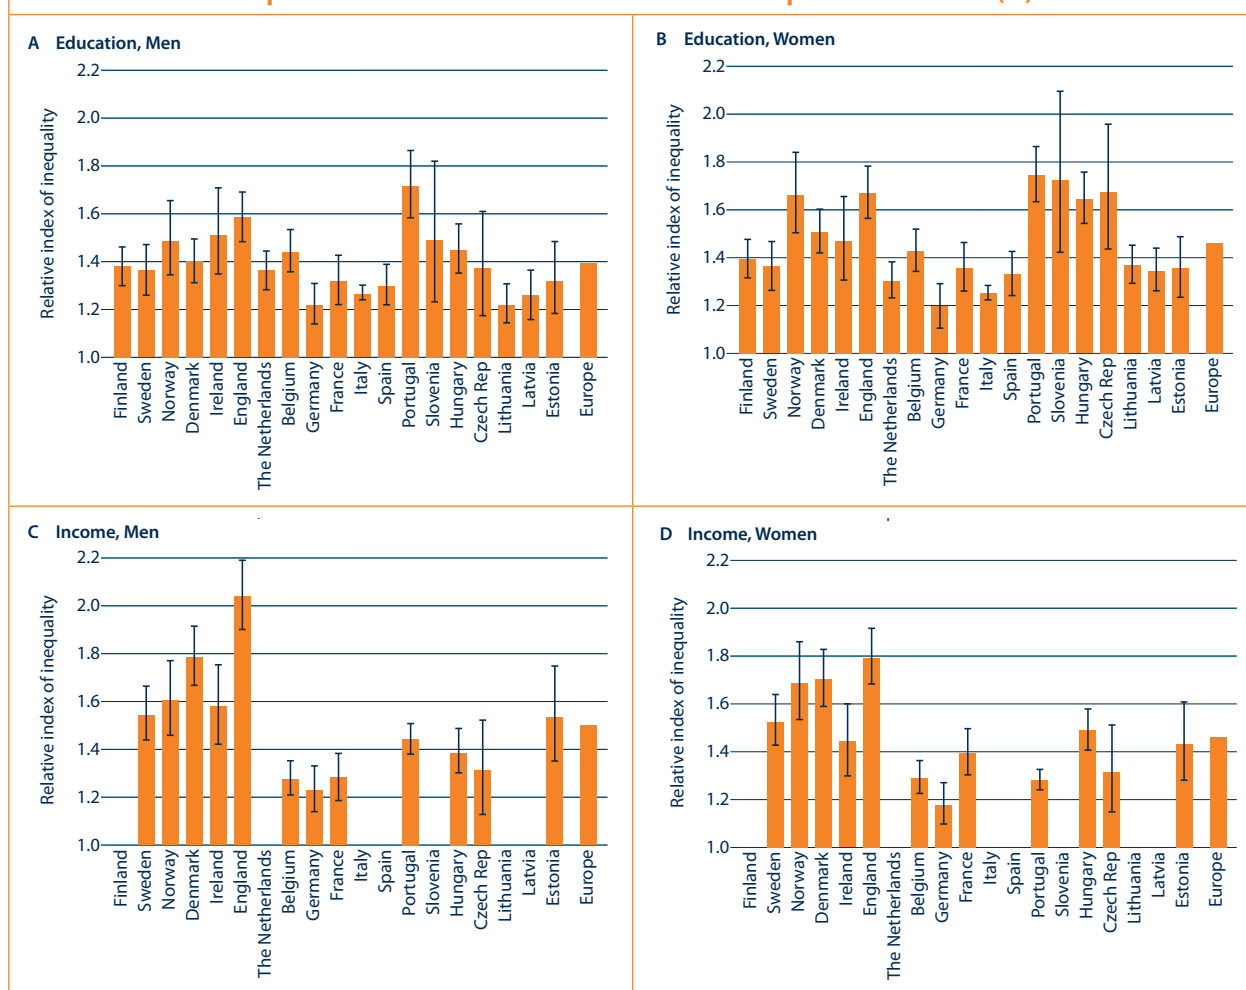 A Education, Men
Relative index of inequality
2.2
2.0
1.8
1.6
1.4
1.2
1.0
Finland
Sweden
Norway
Denmark
Ireland
England
The Netherlands
Belgium
Germany
France
Italy
Spain
Portugal
Slovenia
Hungary
Czech Rep
Lithuania
Latvia
Estonia
Europe
B Education, Women
Relative index of inequality
2.2
2.0
1.8
1.6
1.4
1.2
1.0
Finland
Sweden
Norway
Denmark
Ireland
England
The Netherlands
Belgium
Germany
France
Italy
Spain
Portugal
Slovenia
Hungary
Czech Rep
Lithuania
Latvia
Estonia
Europe
C Income, Men
Relative index of inequality
2.2
2.0
1.8
1.6
1.4
1.2
1.0
Finland
Sweden
Norway
Denmark
Ireland
England
The Netherlands
Belgium
Germany
France
Italy
Spain
Portugal
Slovenia
Hungary
Czech Rep
Lithuania
Latvia
Estonia
Europe
D Income, Women
Relative index of inequality
2.2
2.0
1.8
1.6
1.4
1.2
1.0
Finland
Sweden
Norway
Denmark
Ireland
England
The Netherlands
Belgium
Germany
France
Italy
Spain
Portugal
Slovenia
Hungary
Czech Rep
Lithuania
Latvia
Estonia
Europe